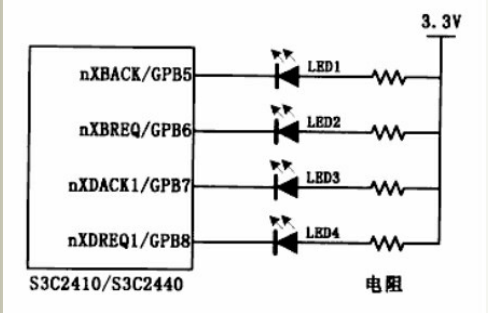 3.3V
nXBACK/GPB5
LED1
nXBREQ/GPB6
LED2
nXDACK1/GPB7
LED3
nXDREQ1/GPB8
LED4
S3C2410/S3C2440
电阻